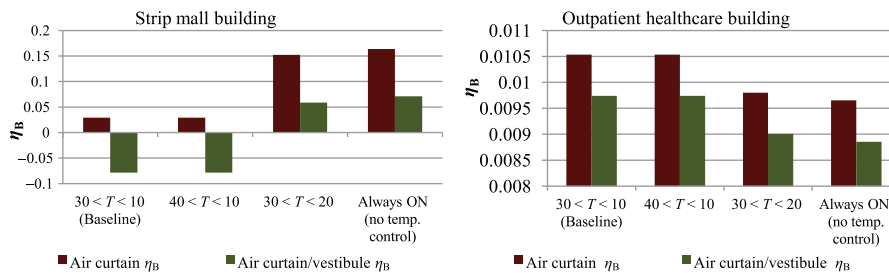 Strip mall building
0.2
0.15
0.1
0.05
0
−0.05
−0.1
ηB
30 < T < 10
(Baseline)
40 < T < 10
30 < T < 20
Always ON
(no temp.
control)
Air curtain ηB
Air curtain/vestibule ηB
Outpatient healthcare building
0.011
0.0105
0.01
0.0095
0.009
0.0085
0.008
ηB
30 < T < 10
(Baseline)
40 < T < 10
30 < T < 20
Always ON
(no temp.
control)
Air curtain ηB
Air curtain/vestibule ηB